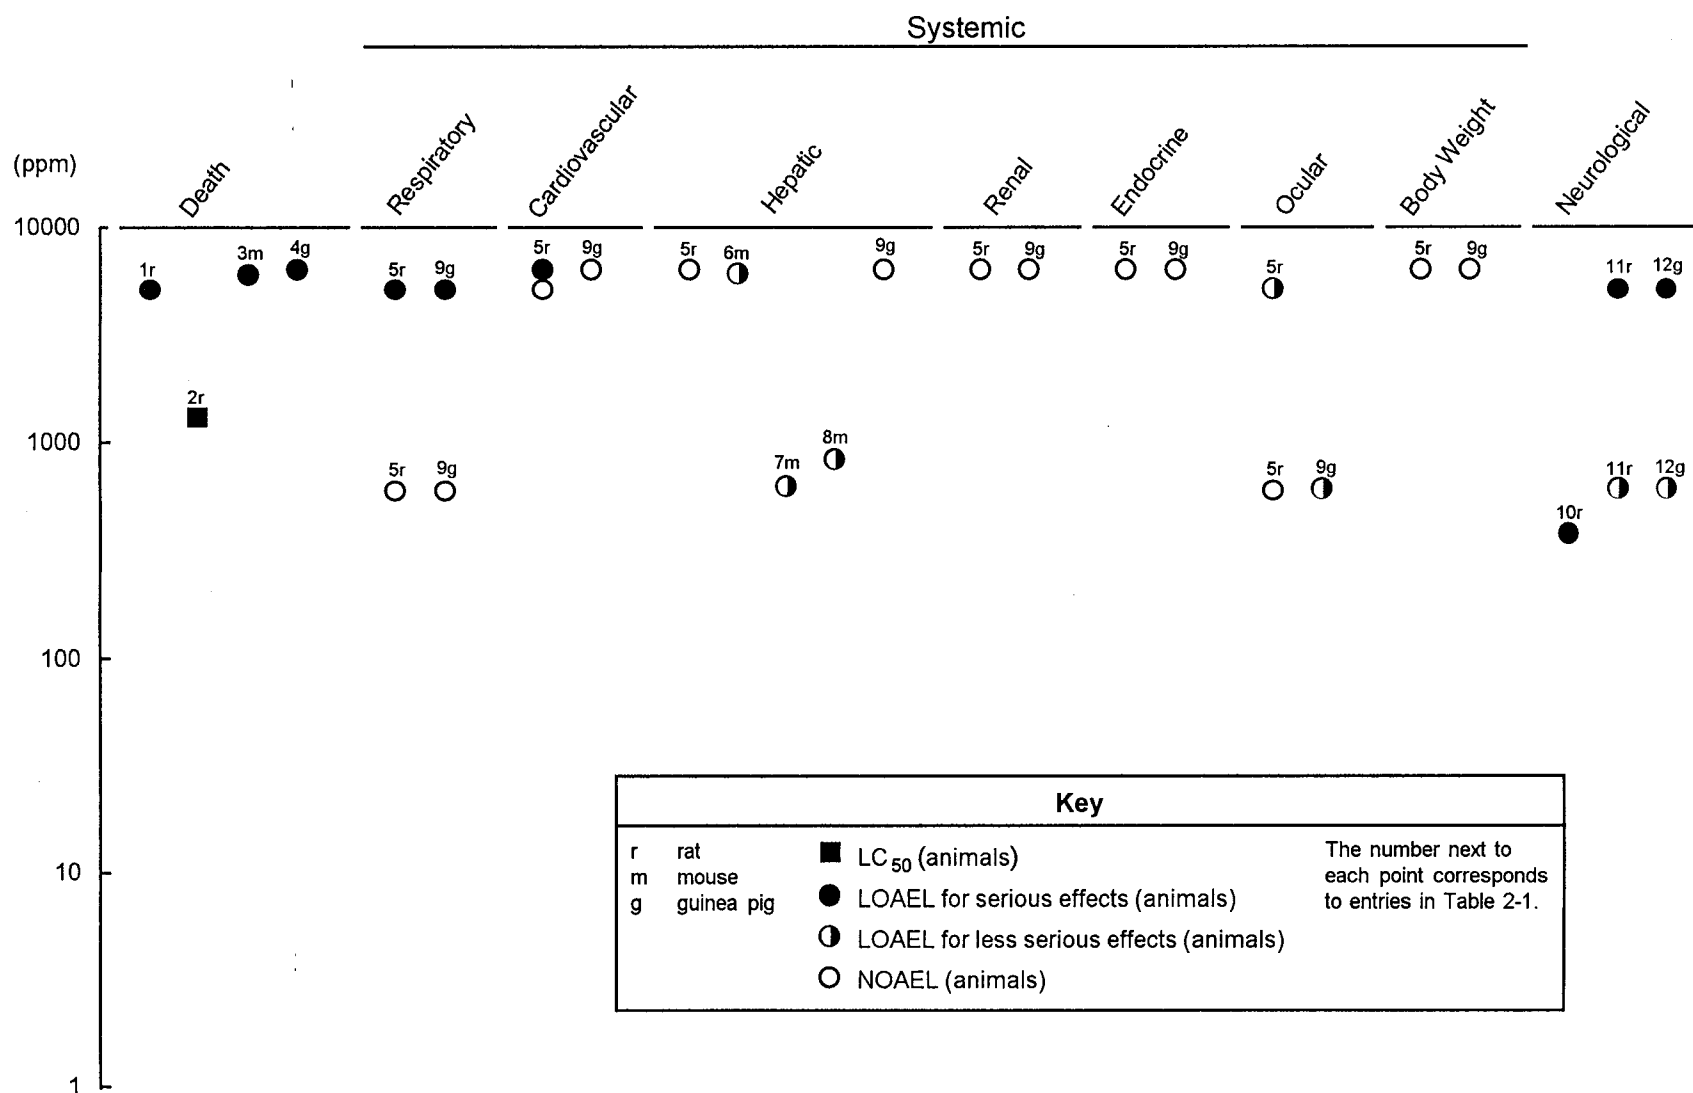 Systemic
(ppm)
Death
Respiratory
Cardiovascular
Hepatic
Renal
Endocrine
Ocular
Body Weight
Neurological
10000
1r 3m 4g 5r 9g 5r 9g 5r 6m 9g 5r 9g 5r 9g 5r 5r 9g 11r 12g
2r
1000
5r 9g 7m 8m 5r 9g 11r 12g
10r
100
10
1
Key
r rat
m mouse
g guinea pig
LC50 (animals)
LOAEL for serious effects (animals)
LOAEL for less serious effects (animals)
NOAEL (animals)
The number next to
each point corresponds
to entries in Table 2-1.